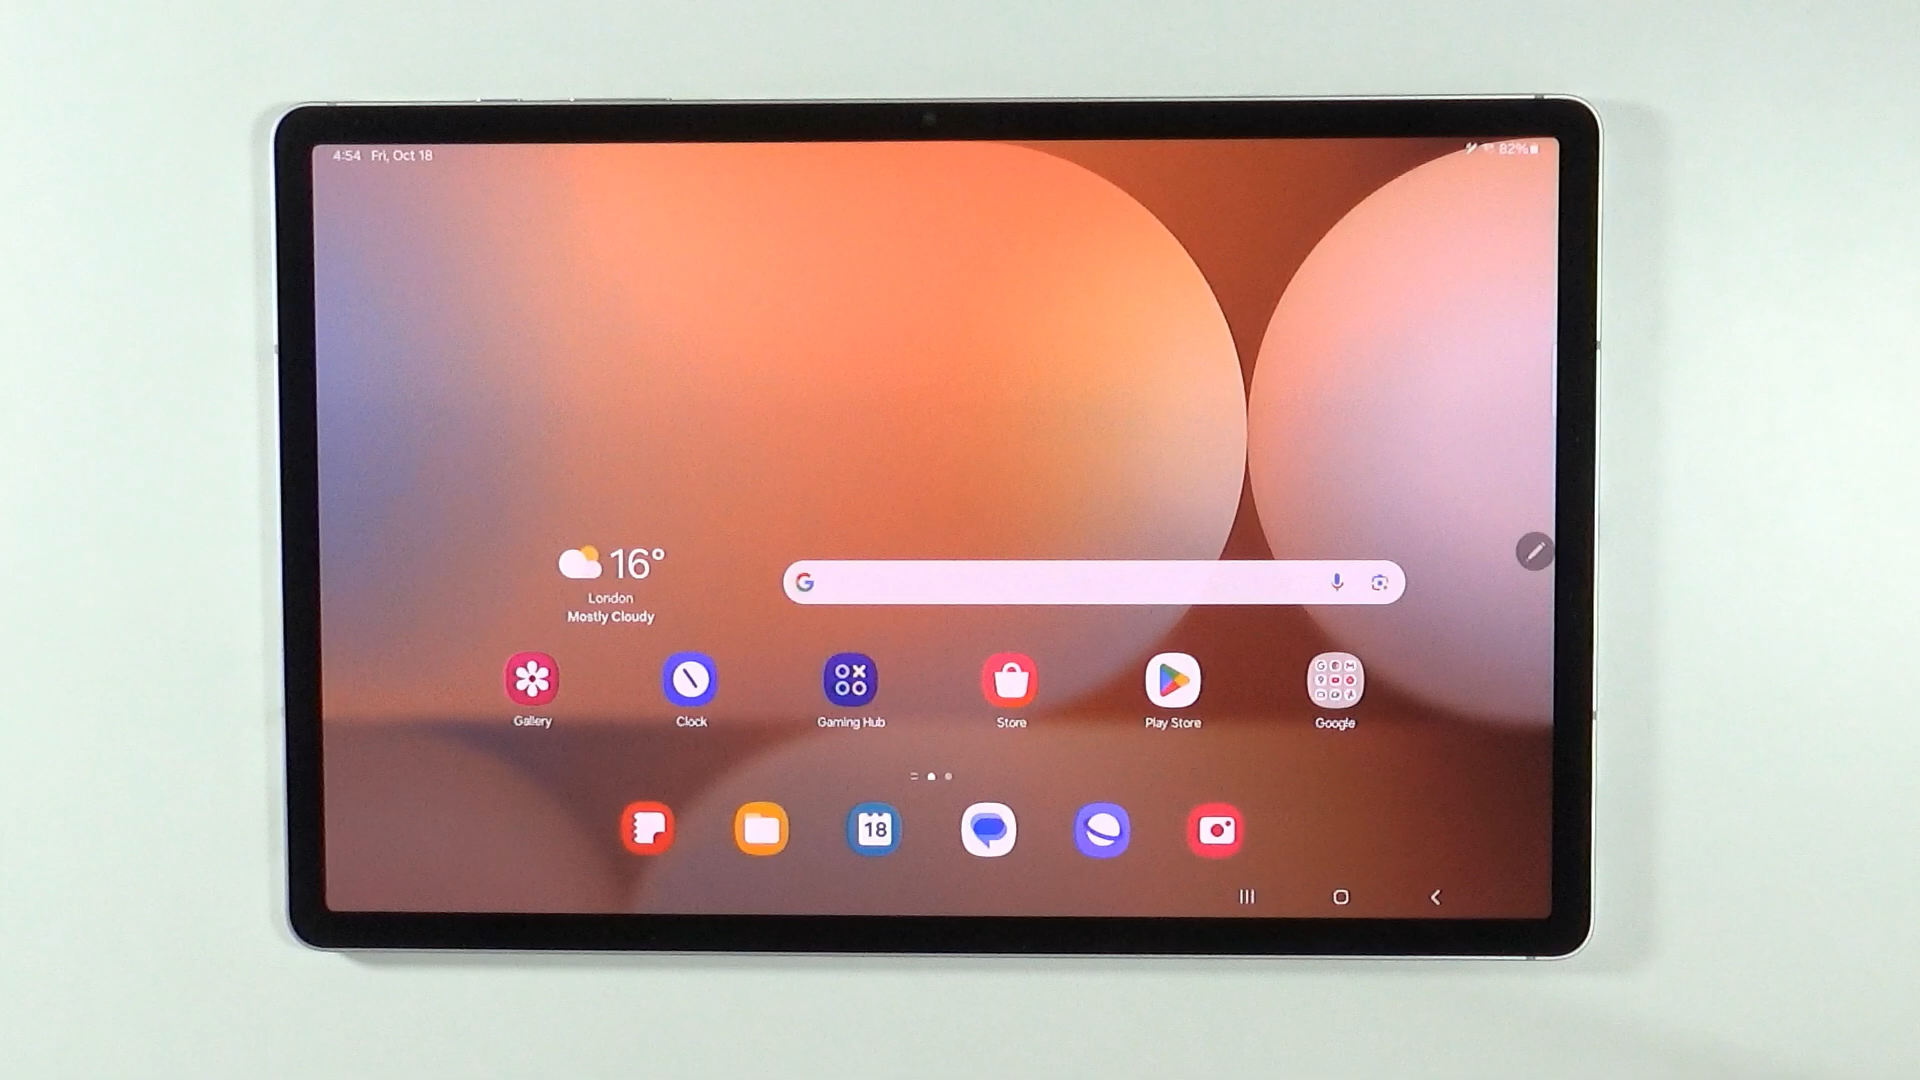 4:54 Fri, Oct 18
82%
16°
London
Mostly Cloudy
Gallery
Clock
Gaming Hub
Store
Play Store
Google
18